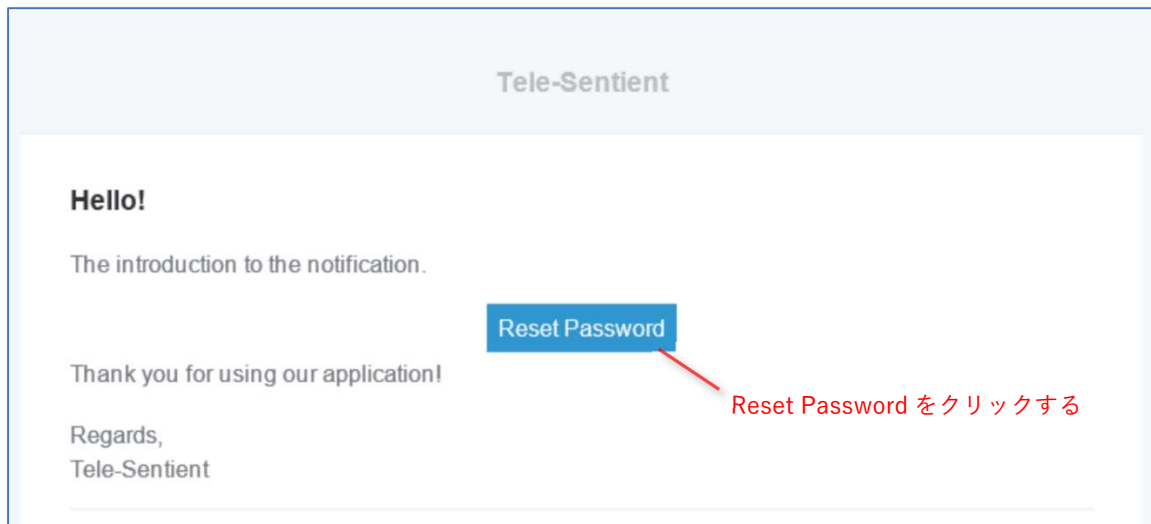 Tele-Sentient
Hello!
The introduction to the notification.
Reset Password
Thank you for using our application!
Reset Password をクリックする
Regards,
Tele-Sentient